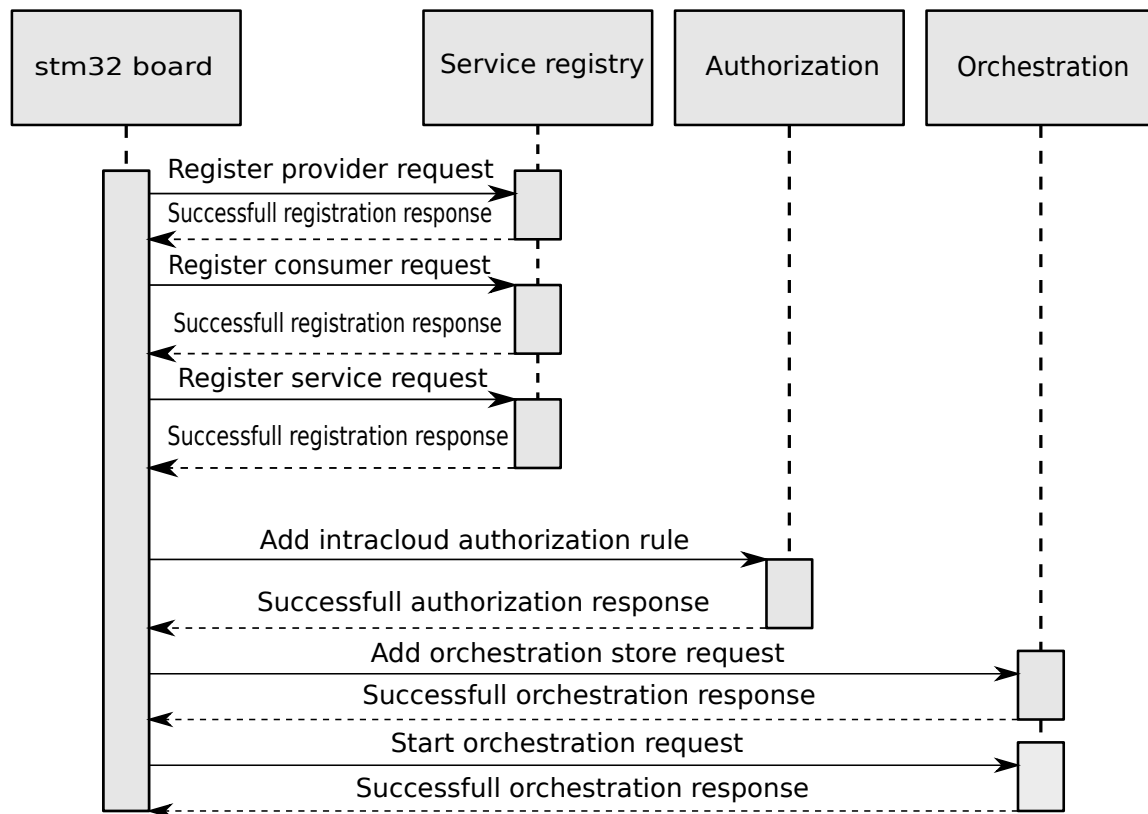 stm32 board
Service registry
Authorization
Orchestration
Register provider request
Successfull registration response
Register consumer request
Successfull registration response
Register service request
Successfull registration response
Add intracloud authorization rule
Successfull authorization response
Add orchestration store request
Successfull orchestration response
Start orchestration request
Successfull orchestration response